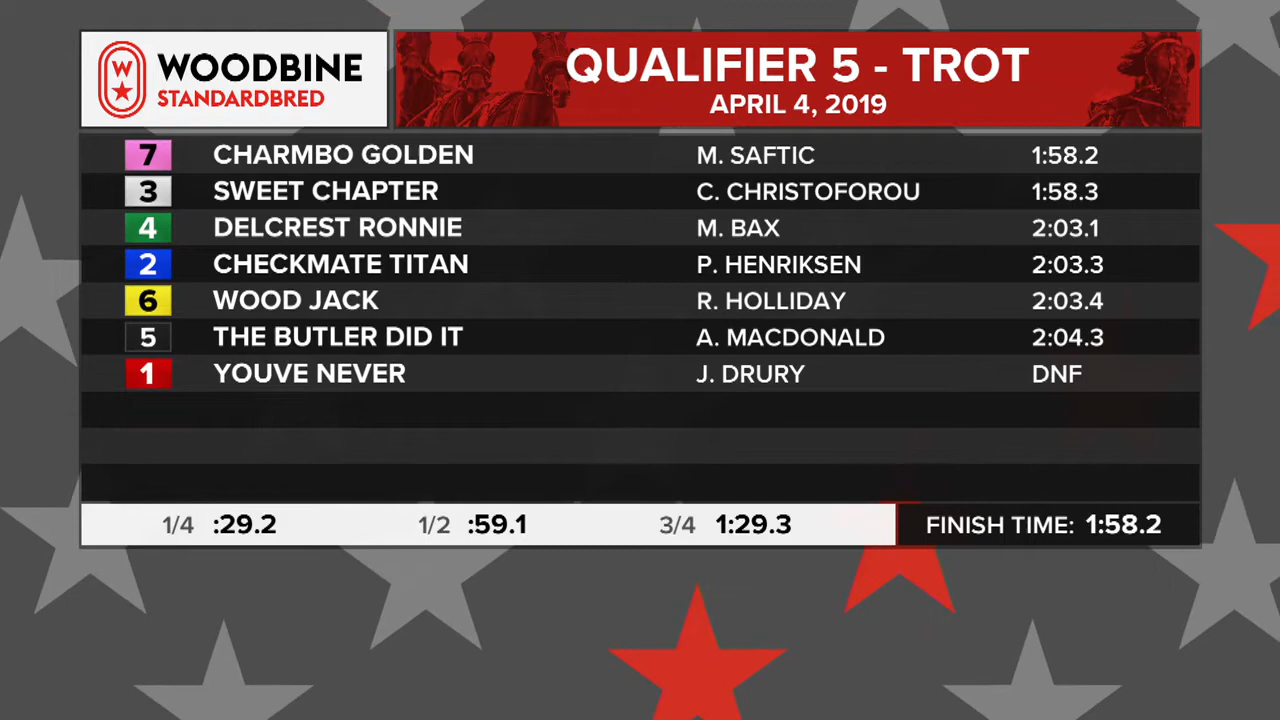 W
WOODBINE
STANDARDBRED
QUALIFIER 5 - TROT
APRIL 4, 2019
7 CHARMBO GOLDEN M. SAFTIC 1:58.2
3 SWEET CHAPTER C. CHRISTOFOROU 1:58.3
4 DELCREST RONNIE M. BAX 2:03.1
2 CHECKMATE TITAN P. HENRIKSEN 2:03.3
6 WOOD JACK R. HOLLIDAY 2:03.4
5 THE BUTLER DID IT A. MACDONALD 2:04.3
1 YOUVE NEVER J. DRURY DNF
1/4 :29.2 1/2 :59.1 3/4 1:29.3 FINISH TIME: 1:58.2